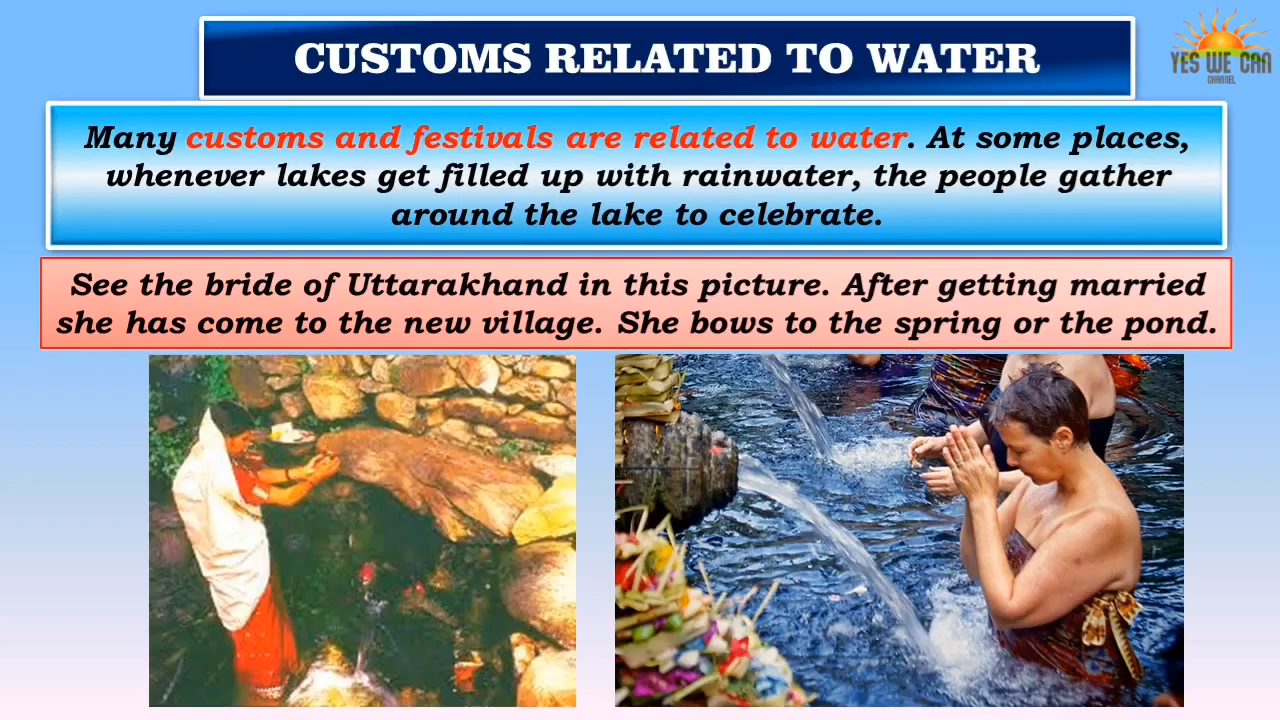 CUSTOMS RELATED TO WATER
YES WE CAN
CHANNEL
Many customs and festivals are related to water. At some places,
whenever lakes get filled up with rainwater, the people gather
around the lake to celebrate.
See the bride of Uttarakhand in this picture. After getting married
she has come to the new village. She bows to the spring or the pond.